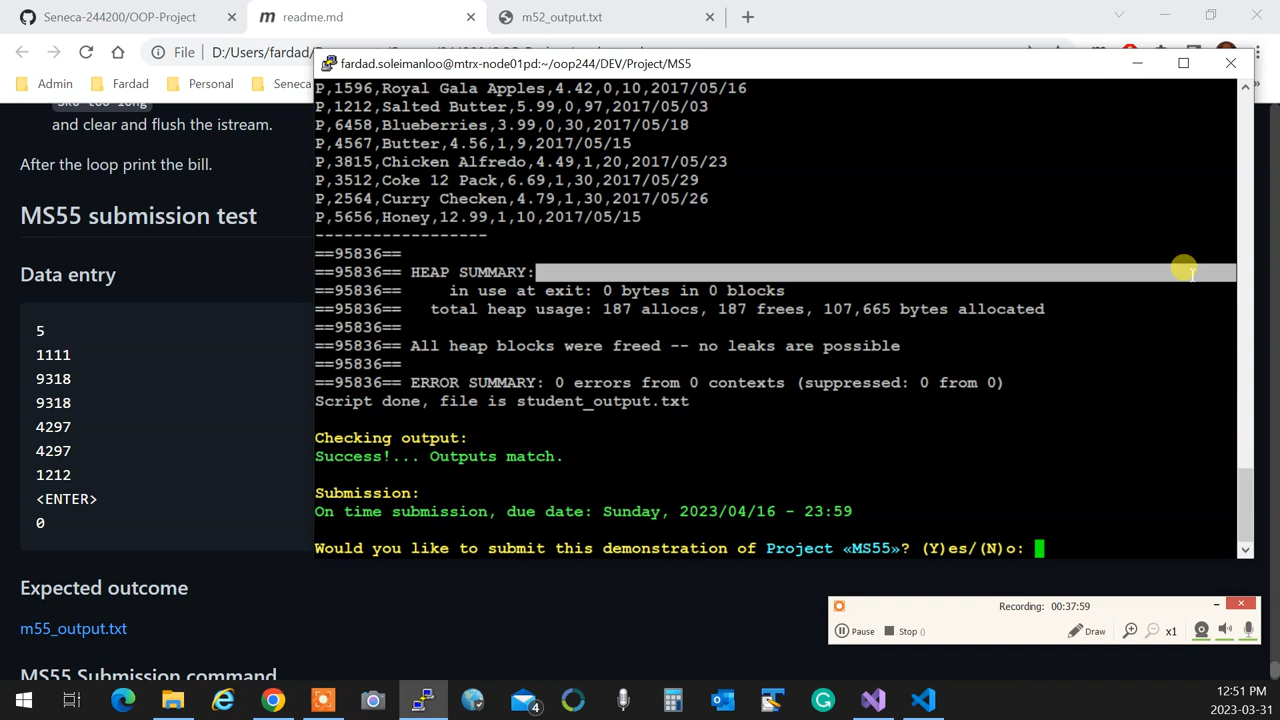 Seneca-244200/OOP-Project
readme.md
m52_output.txt
File
Admin
Fardad
Personal
Seneca
and clear and flush the istream.
After the loop print the bill.
MS55 submission test
Data entry
5
1111
9318
9318
4297
4297
1212
<ENTER>
0
Expected outcome
m55_output.txt
MS55 Submission command
fardad.soleimanloo@mtrx-node01pd:~/oop244/DEV/Project/MS5
P,1596,Royal Gala Apples,4.42,0,10,2017/05/16
P,1212,Salted Butter,5.99,0,97,2017/05/03
P,6458,Blueberries,3.99,0,30,2017/05/18
P,4567,Butter,4.56,1,9,2017/05/15
P,3815,Chicken Alfredo,4.49,1,20,2017/05/23
P,3512,Coke 12 Pack,6.69,1,30,2017/05/29
P,2564,Curry Checken,4.79,1,30,2017/05/26
P,5656,Honey,12.99,1,10,2017/05/15
------------------
==95836==
==95836== HEAP SUMMARY:
==95836==     in use at exit: 0 bytes in 0 blocks
==95836==   total heap usage: 187 allocs, 187 frees, 107,665 bytes allocated
==95836==
==95836== All heap blocks were freed -- no leaks are possible
==95836==
==95836== ERROR SUMMARY: 0 errors from 0 contexts (suppressed: 0 from 0)
Script done, file is student_output.txt
Checking output:
Success!... Outputs match.
Submission:
On time submission, due date: Sunday, 2023/04/16 - 23:59
Would you like to submit this demonstration of Project «MS55»? (Y)es/(N)o:
Recording: 00:37:59
Pause
Stop
Draw
x1
4
12:51 PM
2023-03-31